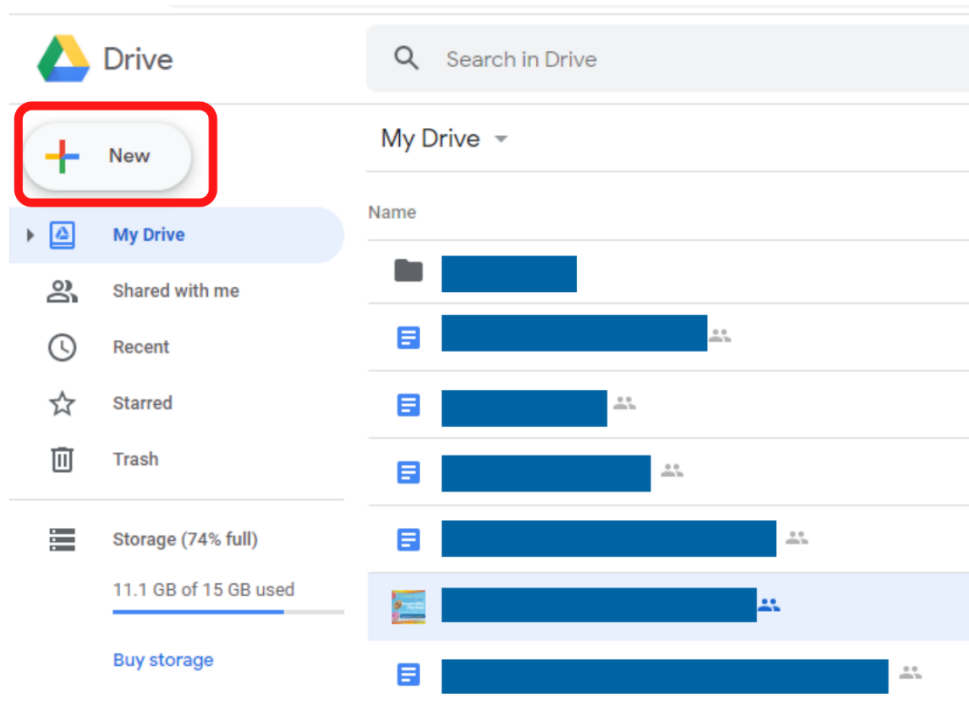 Drive
Search in Drive
New
My Drive
Name
My Drive
Shared with me
Recent
Starred
Trash
Storage (74% full)
11.1 GB of 15 GB used
Buy storage